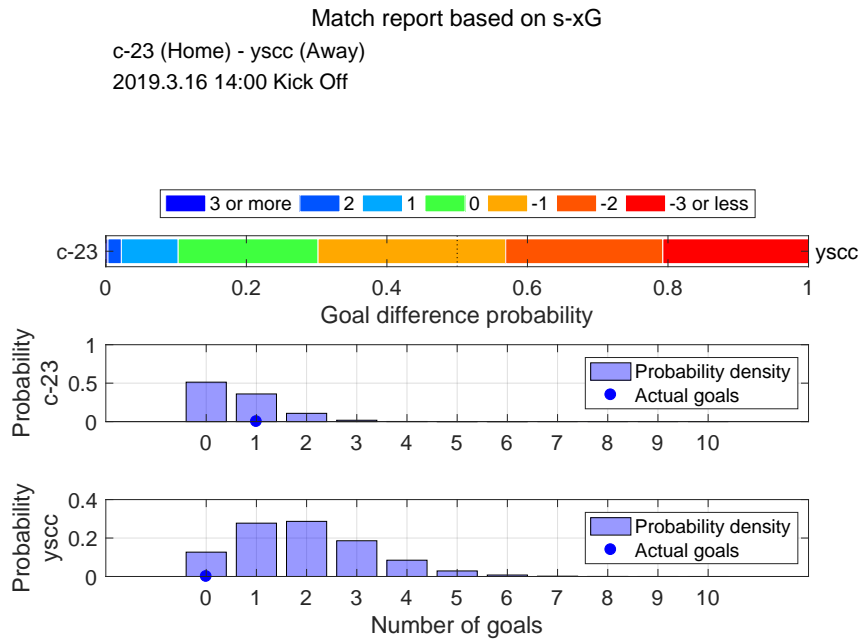 Match report based on s-xG
c-23 (Home) - yscc (Away)
2019.3.16 14:00 Kick Off
3 or more 2 1 0 -1 -2 -3 or less
c-23 yscc
0 0.2 0.4 0.6 0.8 1
Goal difference probability
Probability
c-23
1
0.5
0
Probability density
Actual goals
0 1 2 3 4 5 6 7 8 9 10
Probability
yscc
0.4
0.2
0
Probability density
Actual goals
0 1 2 3 4 5 6 7 8 9 10
Number of goals